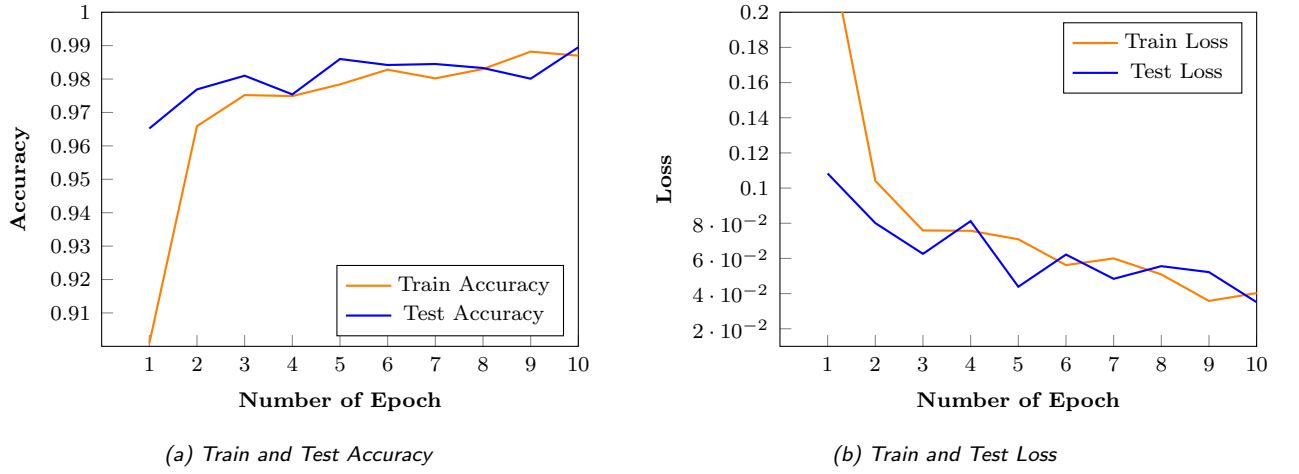 1
0.99
0.98
0.97
0.96
0.95
0.94
0.93
0.92
0.91
Accuracy
Train Accuracy
Test Accuracy
1 2 3 4 5 6 7 8 9 10
Number of Epoch
(a) Train and Test Accuracy
0.2
0.18
0.16
0.14
0.12
0.1
8 · 10⁻²
6 · 10⁻²
4 · 10⁻²
2 · 10⁻²
Loss
Train Loss
Test Loss
1 2 3 4 5 6 7 8 9 10
Number of Epoch
(b) Train and Test Loss